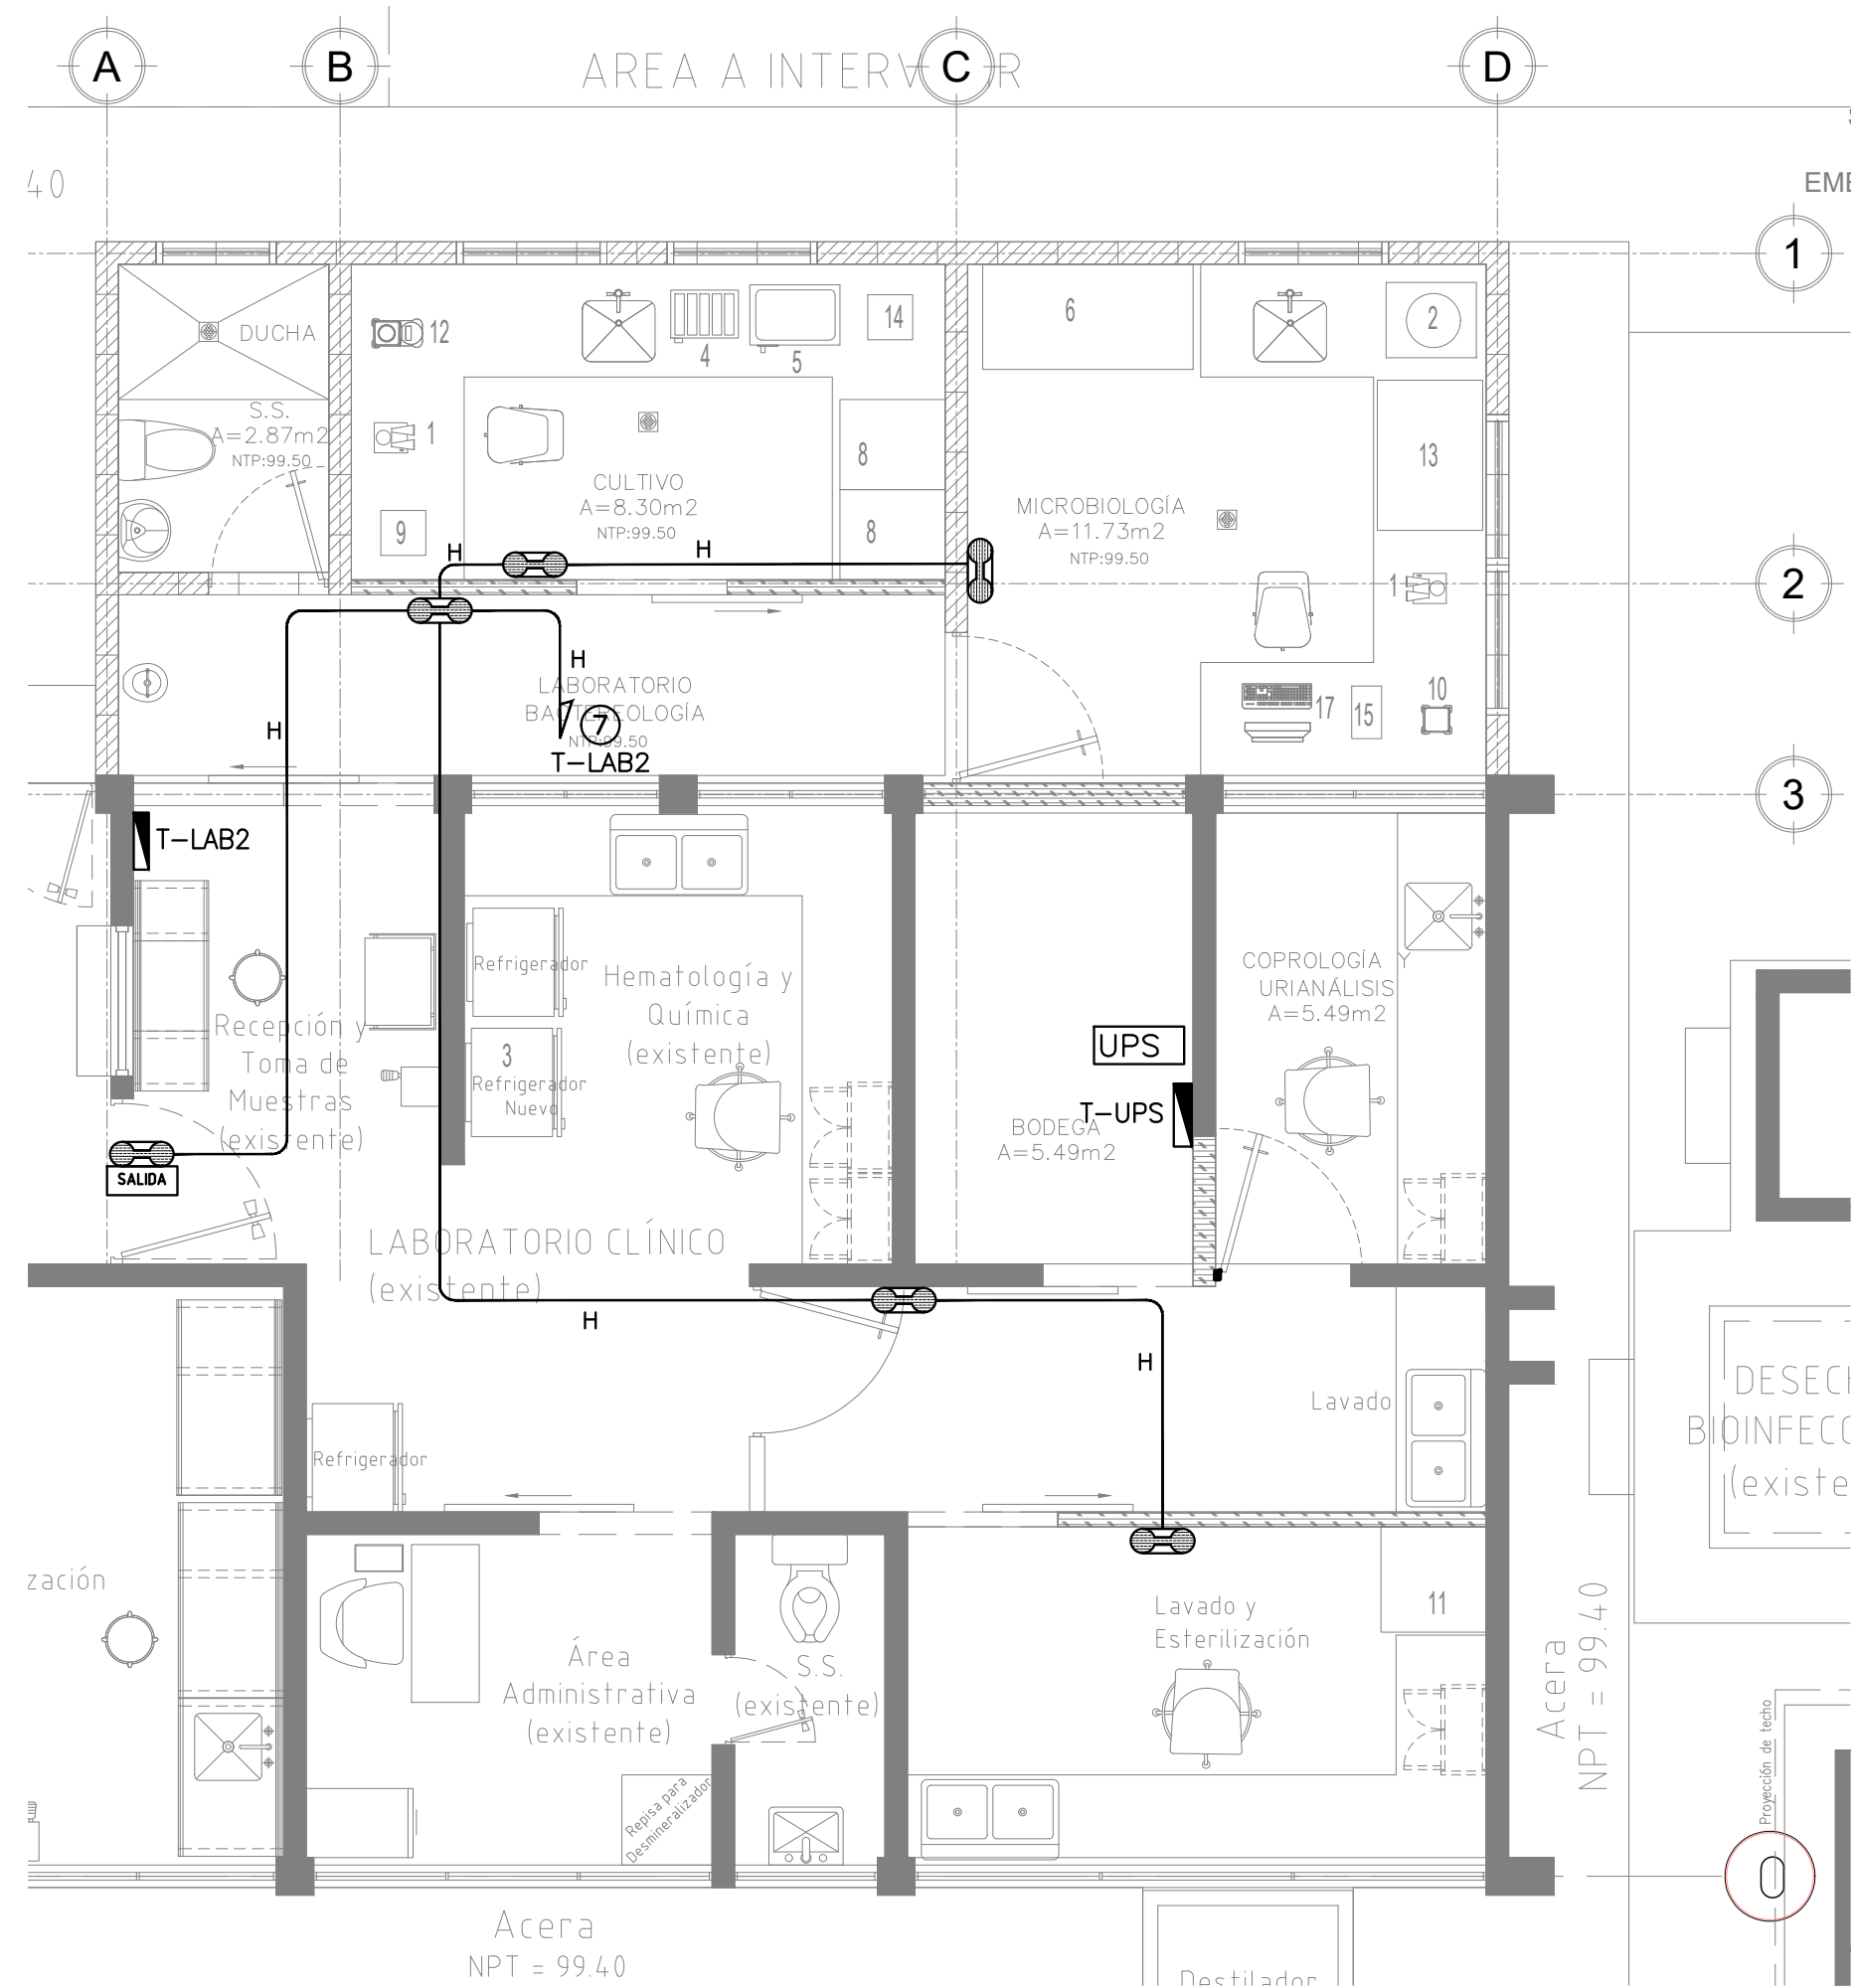 A
B
AREA A INTERV
C
R
D
40
EME
1
DUCHA
12
4
5
14
6
2
S.S.
A=2.87m2
NTP:99.50
1
8
13
CULTIVO
A=8.30m2
NTP:99.50
9
8
MICROBIOLOGÍA
A=11.73m2
NTP:99.50
H
H
1
2
H
LABORATORIO
BACTEREOLOGÍA
NTP:99.50
7
T-LAB2
H
17
15
10
3
T-LAB2
Refrigerador
Hematología y
Química
(existente)
COPROLOGÍA Y
URIANÁLISIS
A=5.49m2
Recepción y
Toma de
Muestras
(existente)
3
Refrigerador
Nuevo
UPS
T-UPS
BODEGA
A=5.49m2
SALIDA
LABORATORIO CLÍNICO
(existente)
H
H
Lavado
DESECH
BIOINFECC
(existe
Refrigerador
zación
Área
Administrativa
(existente)
S.S.
(existente)
Lavado y
Esterilización
11
Acera
NPT = 99.40
Proyección de techo
Repisa para
Desmineralizador
Acera
NPT = 99.40
Destilador